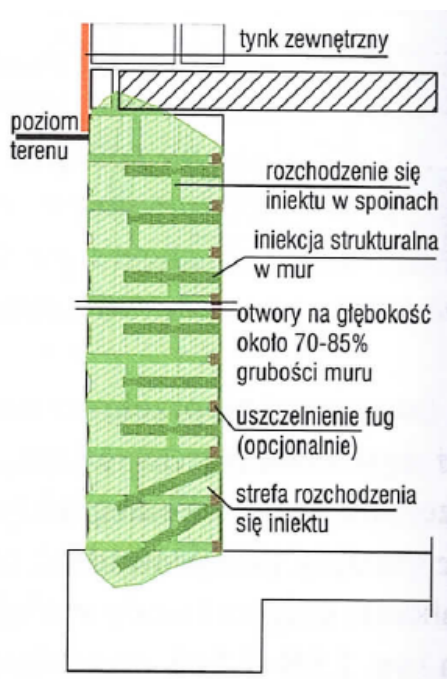 tynk zewnętrzny
poziom
terenu
rozchodzenie się
iniektu w spoinach
iniekcja strukturalna
w mur
otwory na głębokość
około 70-85%
grubości muru
uszczelnienie fug
(opcjonalnie)
strefa rozchodzenia
się iniektu